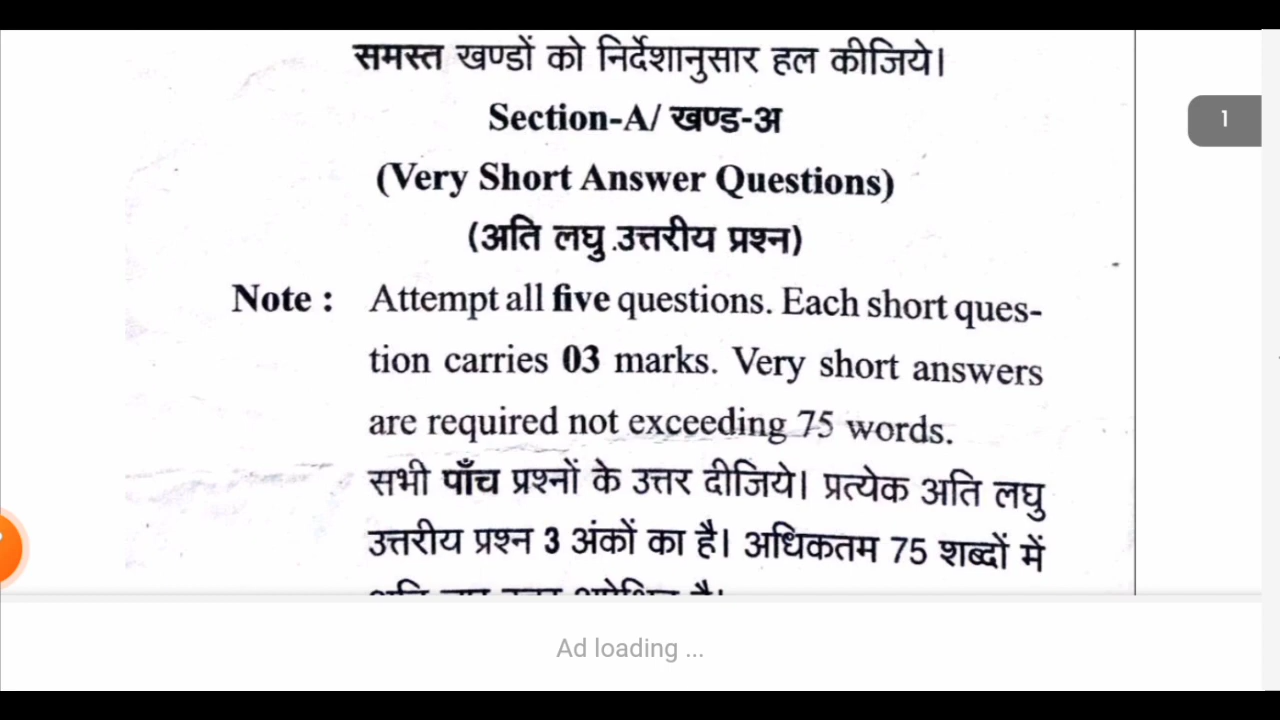 समस्त खण्डों को निर्देशानुसार हल कीजिये।
Section-A/ खण्ड-अ
(Very Short Answer Questions)
(अति लघु उत्तरीय प्रश्न)
Note : Attempt all five questions. Each short ques-
tion carries 03 marks. Very short answers
are required not exceeding 75 words.
सभी पाँच प्रश्नों के उत्तर दीजिये। प्रत्येक अति लघु
उत्तरीय प्रश्न 3 अंकों का है। अधिकतम 75 शब्दों में
1
Ad loading ...